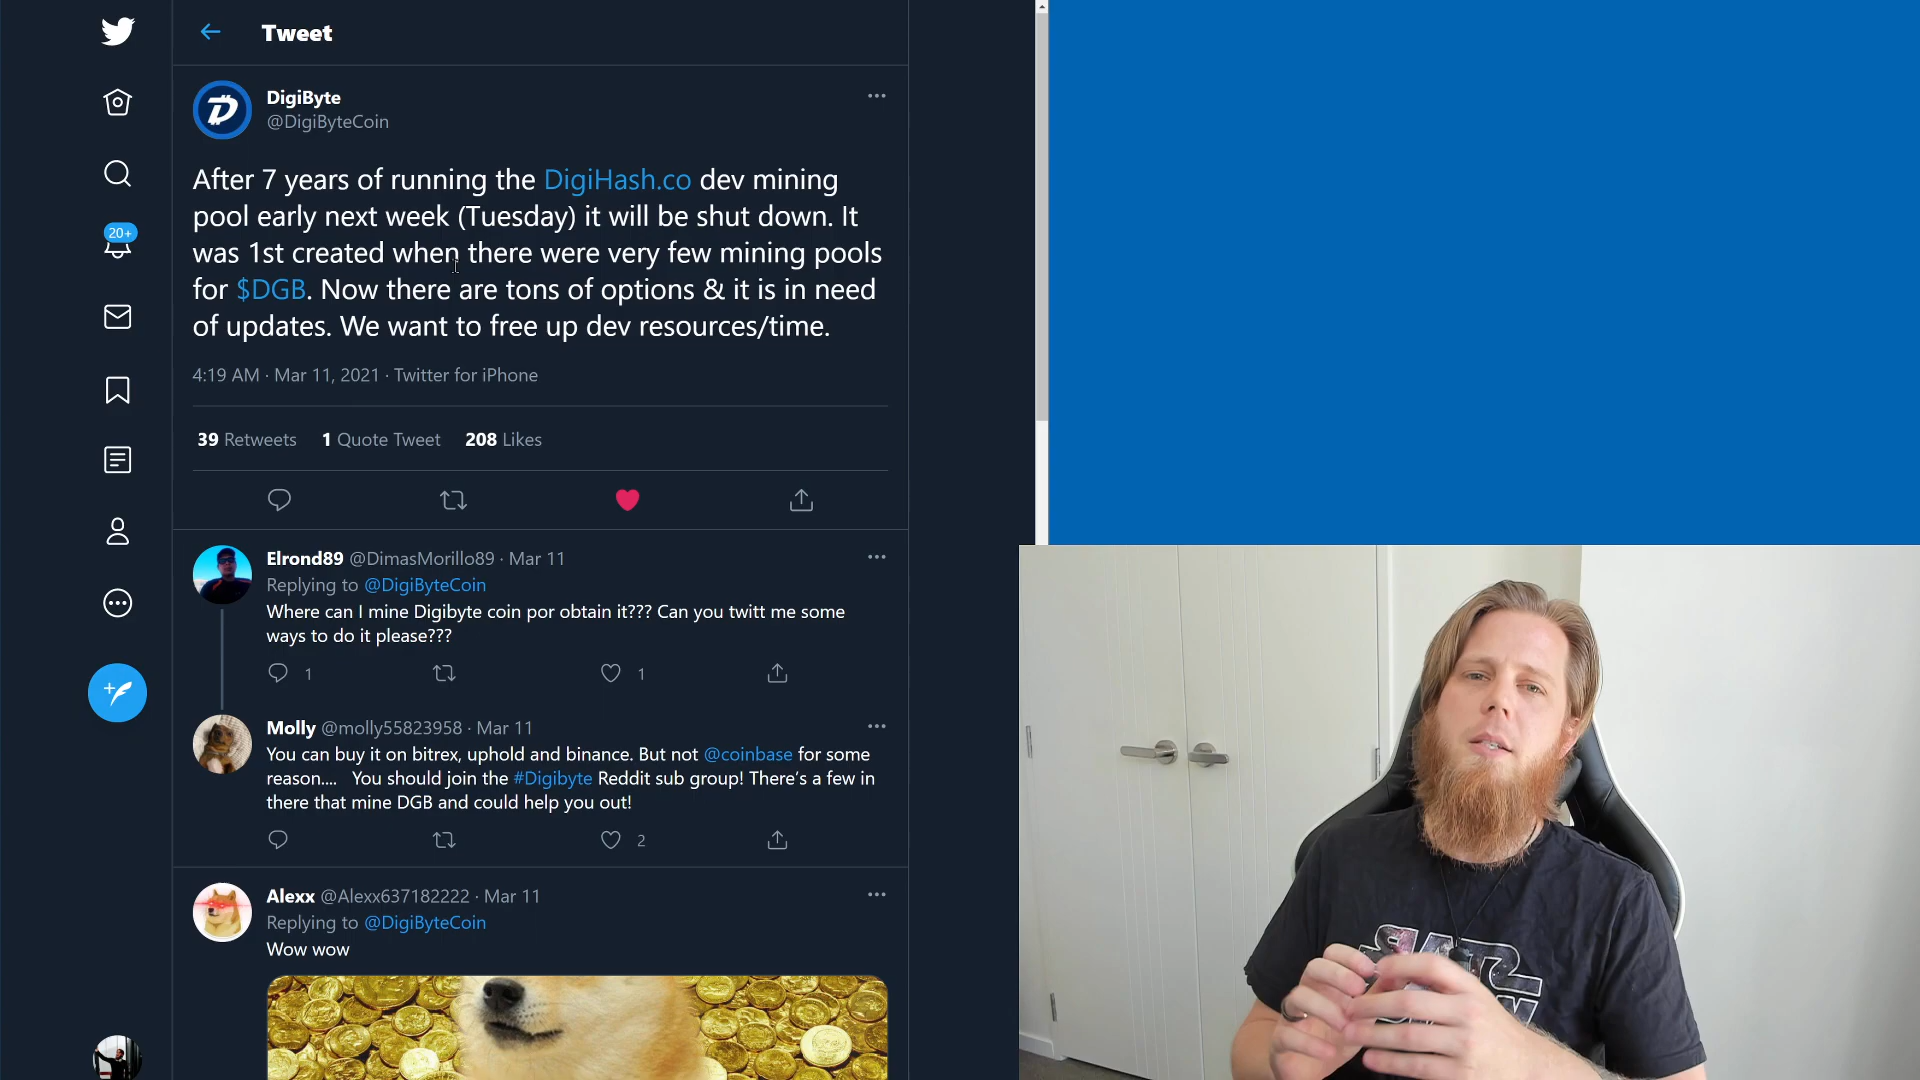 Tweet
DigiByte
@DigiByteCoin
After 7 years of running the DigiHash.co dev mining
pool early next week (Tuesday) it will be shut down. It
was 1st created when there were very few mining pools
for $DGB. Now there are tons of options & it is in need
of updates. We want to free up dev resources/time.
4:19 AM · Mar 11, 2021 · Twitter for iPhone
39 Retweets 1 Quote Tweet 208 Likes
20+
Elrond89 @DimasMorillo89 · Mar 11
Replying to @DigiByteCoin
Where can I mine Digibyte coin por obtain it??? Can you twitt me some
ways to do it please???
1 1
Molly @molly55823958 · Mar 11
You can buy it on bitrex, uphold and binance. But not @coinbase for some
reason.... You should join the #Digibyte Reddit sub group! There's a few in
there that mine DGB and could help you out!
2
Alexx @Alexx637182222 · Mar 11
Replying to @DigiByteCoin
Wow wow
STAR
WARS